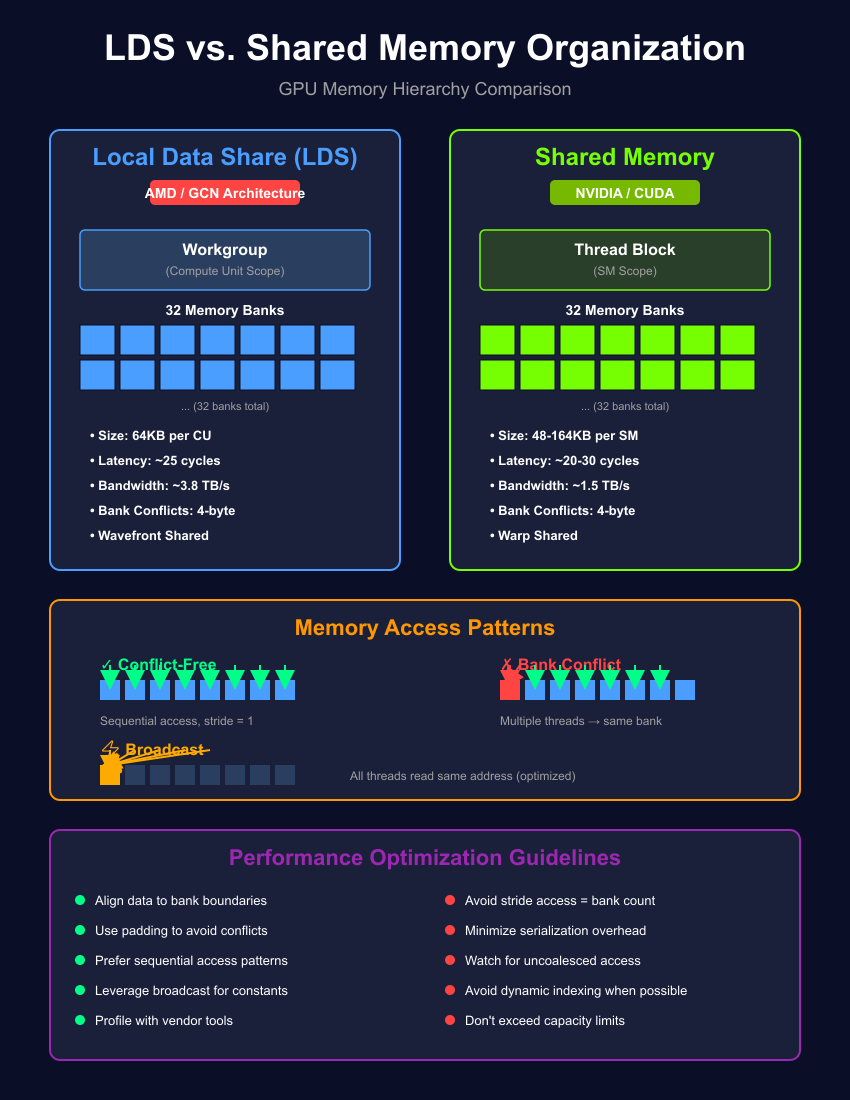 LDS vs. Shared Memory Organization
GPU Memory Hierarchy Comparison
Local Data Share (LDS)
AMD / GCN Architecture
Workgroup
(Compute Unit Scope)
32 Memory Banks
... (32 banks total)
• Size: 64KB per CU
• Latency: ~25 cycles
• Bandwidth: ~3.8 TB/s
• Bank Conflicts: 4-byte
• Wavefront Shared
Shared Memory
NVIDIA / CUDA
Thread Block
(SM Scope)
32 Memory Banks
... (32 banks total)
• Size: 48-164KB per SM
• Latency: ~20-30 cycles
• Bandwidth: ~1.5 TB/s
• Bank Conflicts: 4-byte
• Warp Shared
Memory Access Patterns
✓ Conflict-Free
Sequential access, stride = 1
✗ Bank Conflict
Multiple threads → same bank
⚡ Broadcast
All threads read same address (optimized)
Performance Optimization Guidelines
Align data to bank boundaries
Use padding to avoid conflicts
Prefer sequential access patterns
Leverage broadcast for constants
Profile with vendor tools
Avoid stride access = bank count
Minimize serialization overhead
Watch for uncoalesced access
Avoid dynamic indexing when possible
Don't exceed capacity limits